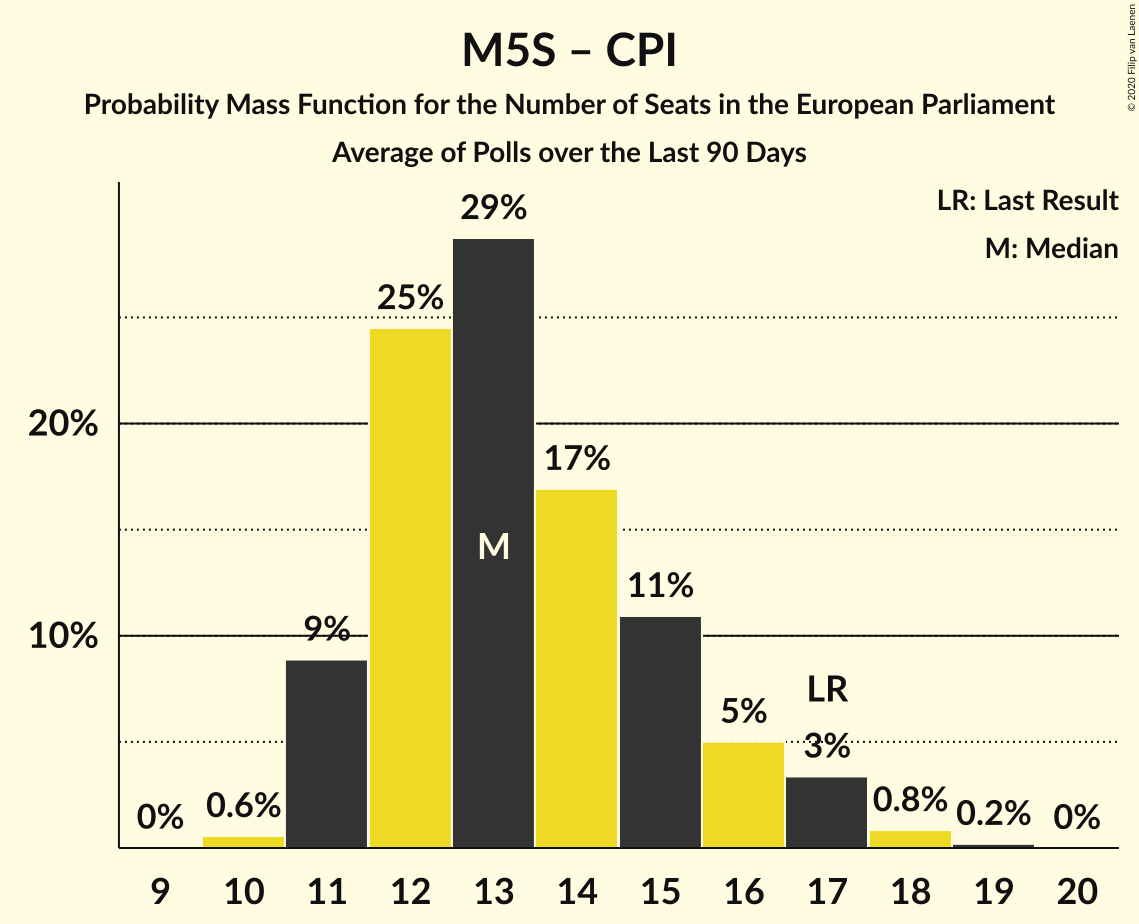 M5S – CPI
Probability Mass Function for the Number of Seats in the European Parliament
Average of Polls over the Last 90 Days
© 2020 Filip van Laenen
LR: Last Result
M: Median
20%
10%
0%
0.6%
9%
25%
29%
M
17%
11%
5%
LR
3%
0.8%
0.2%
0%
9 10 11 12 13 14 15 16 17 18 19 20